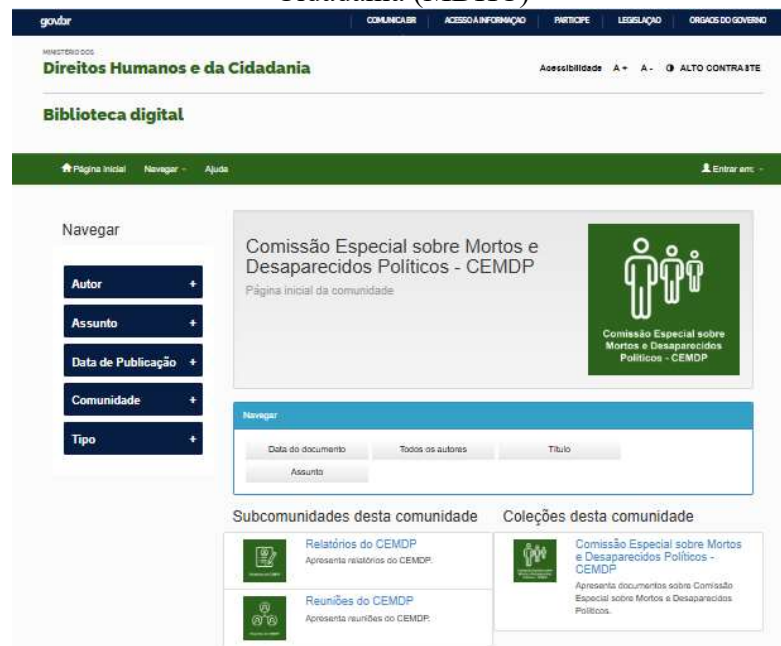 Cidadania (MDHC)
govbr COMUNICA BR ACESSO À INFORMAÇÃO PARTICIPE LEGISLAÇÃO ÓRGÃOS DO GOVERNO
MINISTÉRIO DOS
Direitos Humanos e da Cidadania
Acessibilidade A+ A- ALTO CONTRASTE
Biblioteca digital
Página Inicial Navegar Ajuda Entrar em:
Navegar
Autor +
Assunto +
Data de Publicação +
Comunidade +
Tipo +
Comissão Especial sobre Mortos e
Desaparecidos Políticos - CEMDP
Página inicial da comunidade
Comissão Especial sobre
Mortos e Desaparecidos
Políticos - CEMDP
Navegar
Data do documento Todos os autores Título
Assunto
Subcomunidades desta comunidade
Relatórios do CEMDP
Apresenta relatórios do CEMDP.
Reuniões do CEMDP
Apresenta reuniões do CEMDP.
Coleções desta comunidade
Comissão Especial sobre Mortos
e Desaparecidos Políticos -
CEMDP
Apresenta documentos sobre Comissão
Especial sobre Mortos e Desaparecidos
Políticos.